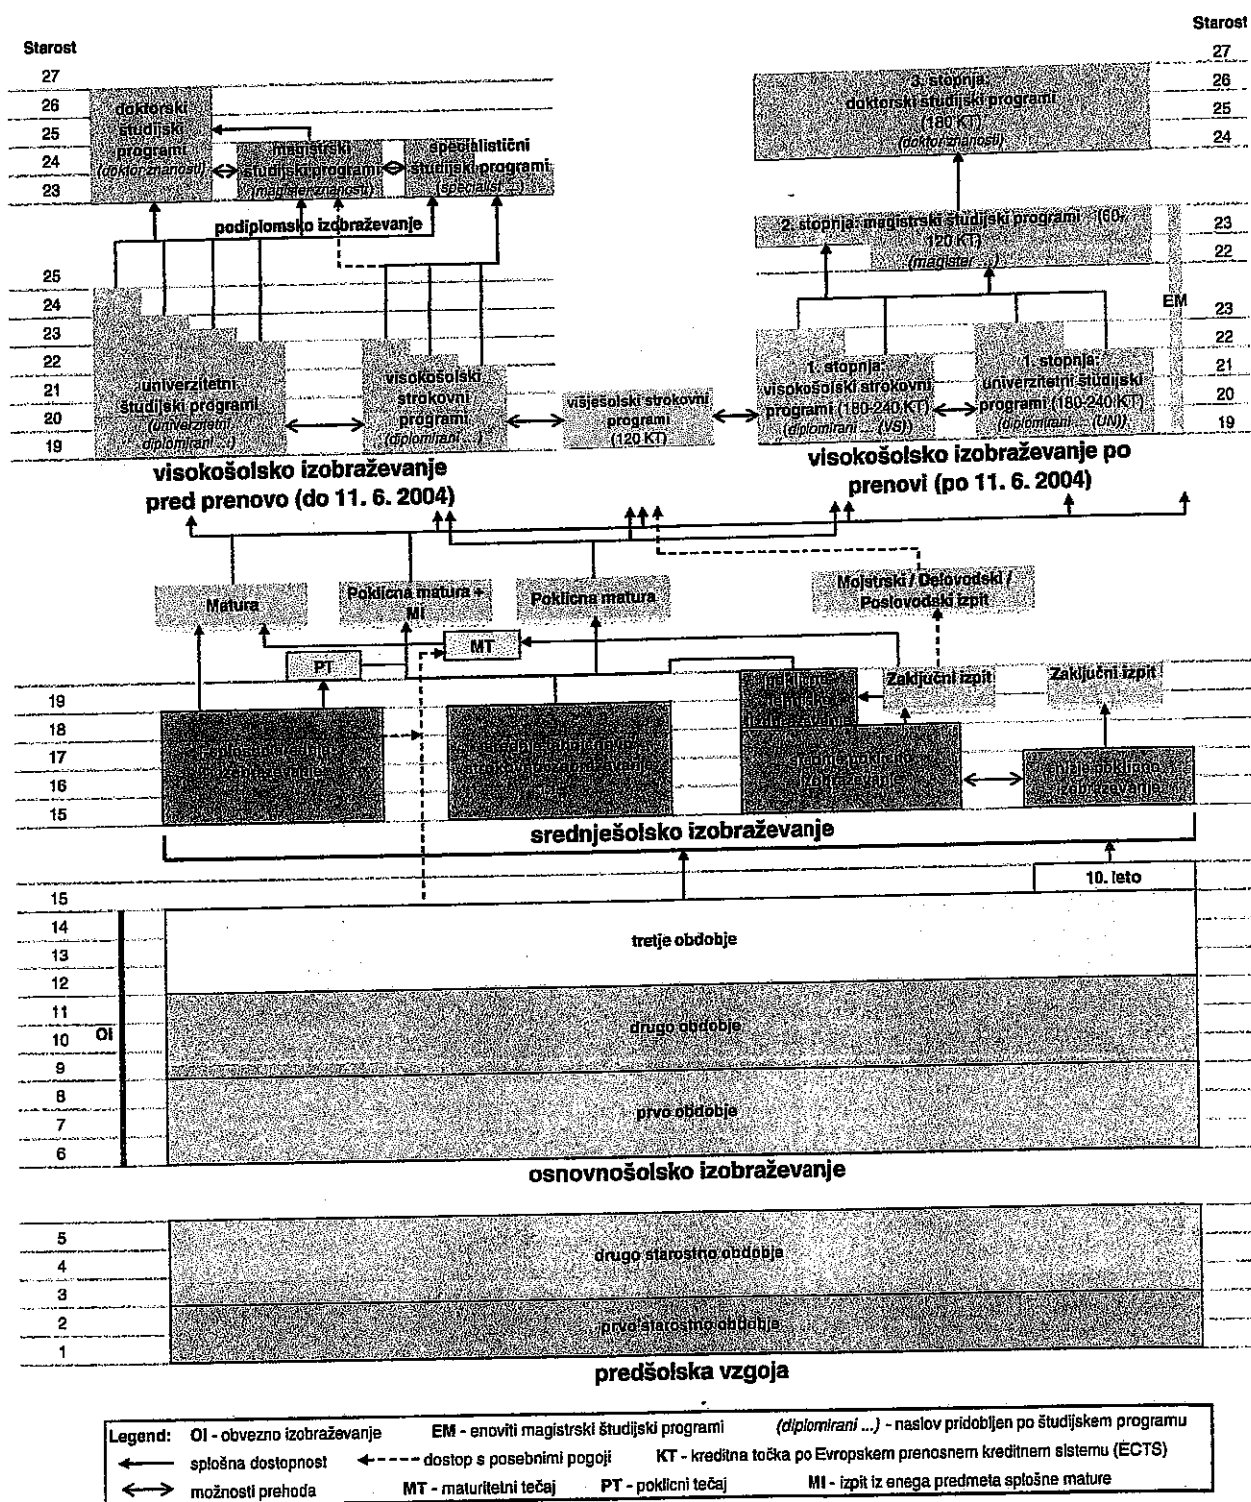 Starost
Starost
27
26
25
24
23
doktorski
študijski
programi
(doktor znanosti)
magistrski
študijski programi
(magister znanosti)
specialistični
študijski programi
(specialist ...)
podiplomsko izobraževanje
25
24
23
22
21
20
19
univerzitetni
študijski programi
(univerzitetni
diplomirani ...)
visokošolski
strokovni
programi
(diplomirani ...)
višješolski strokovni
programi
(120 KT)
27
26
25
24
3. stopnja:
doktorski študijski programi
(180 KT)
(doktor znanosti)
23
22
2. stopnja: magistrski študijski programi (60-
120 KT)
(magister ...)
EM
23
22
21
20
19
1. stopnja:
visokošolski strokovni
programi (180-240 KT)
(diplomirani ... (VS))
1. stopnja:
univerzitetni študijski
programi (180-240 KT)
(diplomirani ... (UN))
visokošolsko izobraževanje
pred prenovo (do 11. 6. 2004)
visokošolsko izobraževanje po
prenovi (po 11. 6. 2004)
Matura
Poklicna matura +
MI
Poklicna matura
Mojstrski / Delovodski /
Poslovodski izpit
PT
MT
Zaključni izpit
Zaključni izpit
19
18
17
16
15
splošno srednje
izobraževanje
izobraževanje
srednje poklicno
izobraževanje
nižje poklicno
izobraževanje
srednješolsko izobraževanje
10. leto
15
14
13
12
11
10
9
8
7
6
OI
tretje obdobje
drugo obdobje
prvo obdobje
osnovnošolsko izobraževanje
5
4
3
2
1
drugo starostno obdobje
prvo starostno obdobje
predšolska vzgoja
Legend: OI - obvezno izobraževanje EM - enoviti magistrski študijski programi (diplomirani ...) - naslov pridobljen po študijskem programu
splošna dostopnost dostop s posebnimi pogoji KT - kreditna točka po Evropskem prenosnem kreditnem sistemu (ECTS)
možnosti prehoda MT - maturitetni tečaj PT - poklicni tečaj MI - izpit iz enega predmeta splošne mature